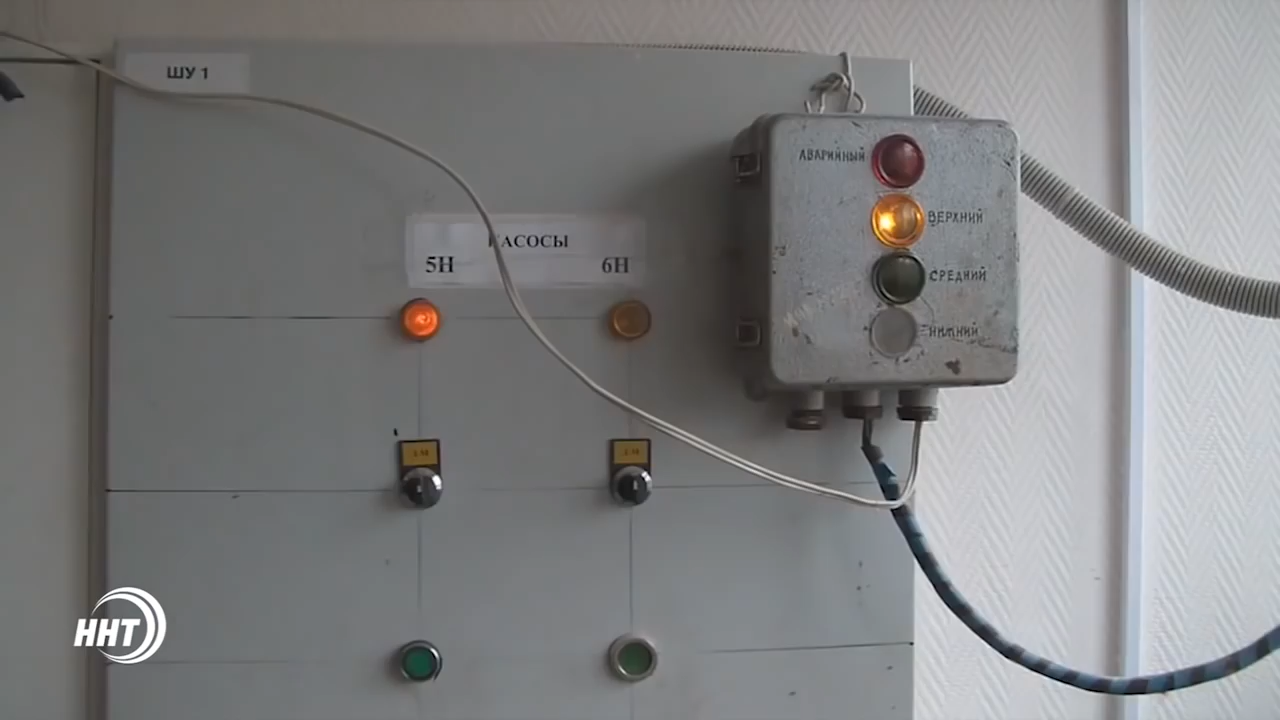 ШУ 1
НАСОСЫ
5Н 6Н
АВАРИЙНЫЙ
ВЕРХНИЙ
СРЕДНИЙ
НИЖНИЙ
ННТ